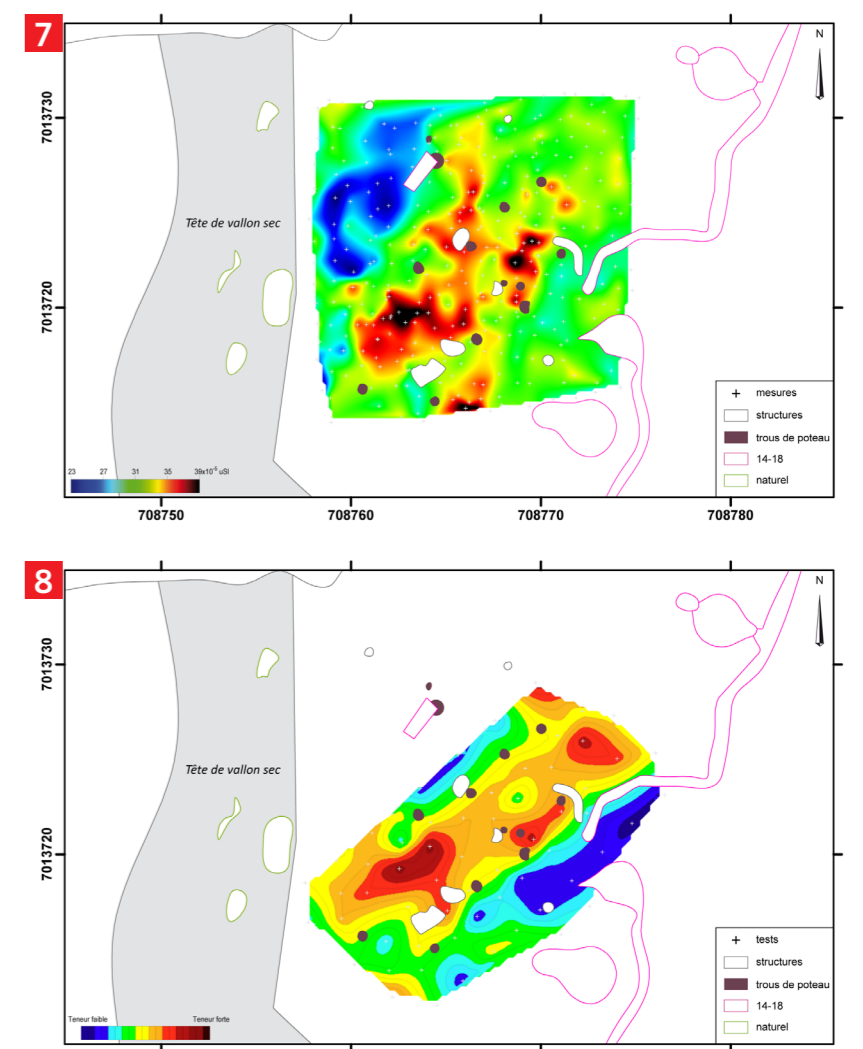 7
N
7013730
Tête de vallon sec
7013720
mesures
structures
trous de poteau
14-18
naturel
23 27 31 35 39x10⁻⁵ uSI
708750 708760 708770 708780
8
N
7013730
Tête de vallon sec
7013720
tests
structures
trous de poteau
14-18
naturel
Teneur faible Teneur forte